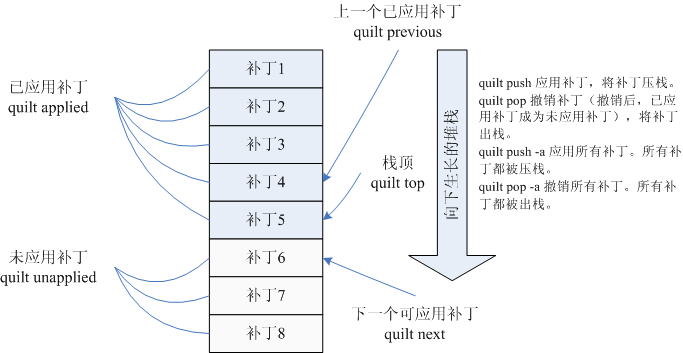 上一个已应用补丁
quilt previous
已应用补丁
quilt applied
补丁1
补丁2
补丁3
补丁4
补丁5
补丁6
补丁7
补丁8
栈顶
quilt top
未应用补丁
quilt unapplied
下一个可应用补丁
quilt next
向下生长的堆栈
quilt push 应用补丁，将补丁压栈。
quilt pop 撤销补丁（撤销后，已应
用补丁成为未应用补丁），将补丁
出栈。
quilt push -a 应用所有补丁。所有补
丁都被压栈。
quilt pop -a 撤销所有补丁。所有补
丁都被出栈。